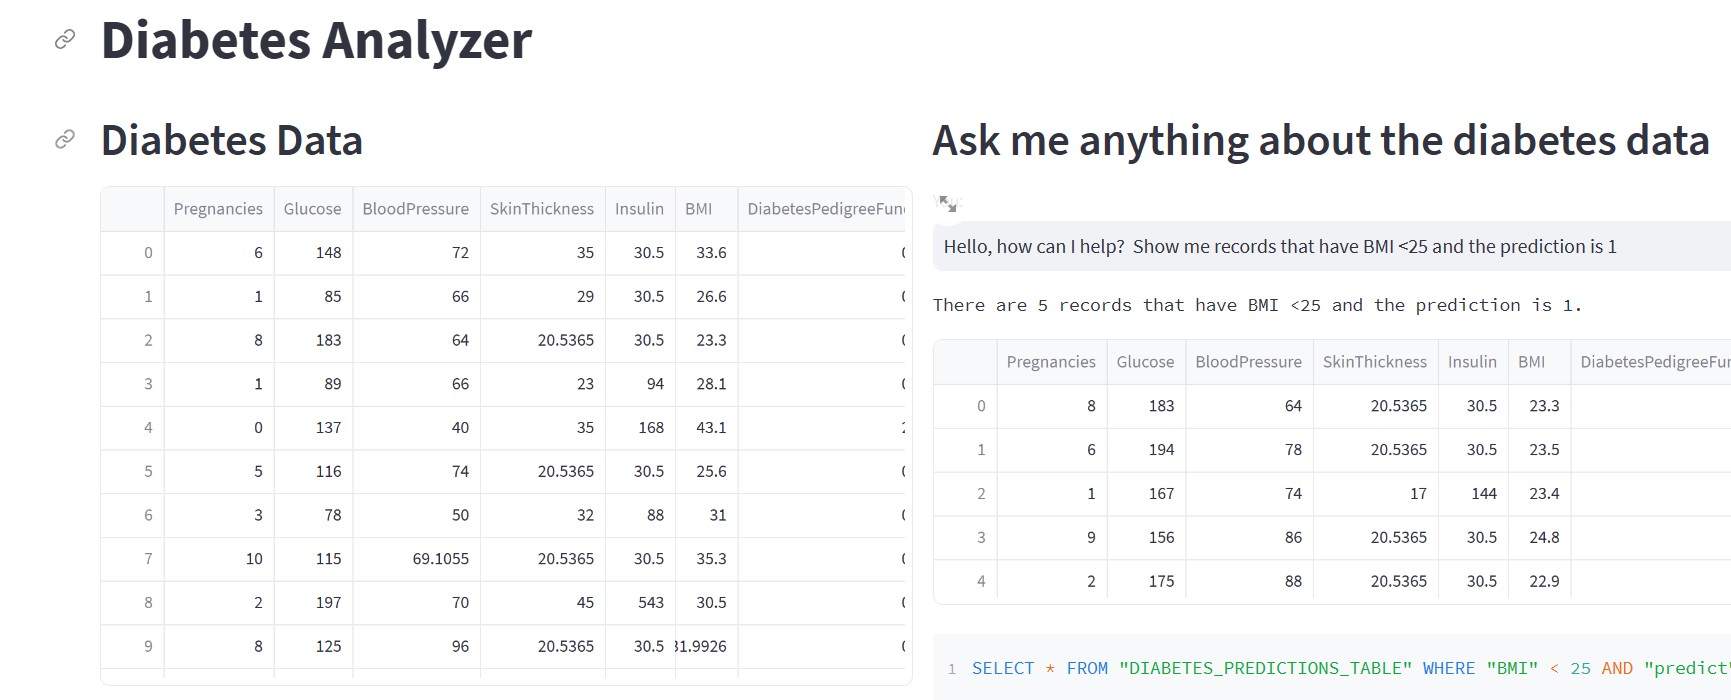 Diabetes Analyzer
Diabetes Data
Pregnancies Glucose BloodPressure SkinThickness Insulin BMI DiabetesPedigreeFun
0 6 148 72 35 30.5 33.6
1 1 85 66 29 30.5 26.6
2 8 183 64 20.5365 30.5 23.3
3 1 89 66 23 94 28.1
4 0 137 40 35 168 43.1
5 5 116 74 20.5365 30.5 25.6
6 3 78 50 32 88 31
7 10 115 69.1055 20.5365 30.5 35.3
8 2 197 70 45 543 30.5
9 8 125 96 20.5365 30.5 31.9926
Ask me anything about the diabetes data
Hello, how can I help? Show me records that have BMI <25 and the prediction is 1
There are 5 records that have BMI <25 and the prediction is 1.
Pregnancies Glucose BloodPressure SkinThickness Insulin BMI DiabetesPedigreeFur
0 8 183 64 20.5365 30.5 23.3
1 6 194 78 20.5365 30.5 23.5
2 1 167 74 17 144 23.4
3 9 156 86 20.5365 30.5 24.8
4 2 175 88 20.5365 30.5 22.9
1 SELECT * FROM "DIABETES_PREDICTIONS_TABLE" WHERE "BMI" < 25 AND "predict